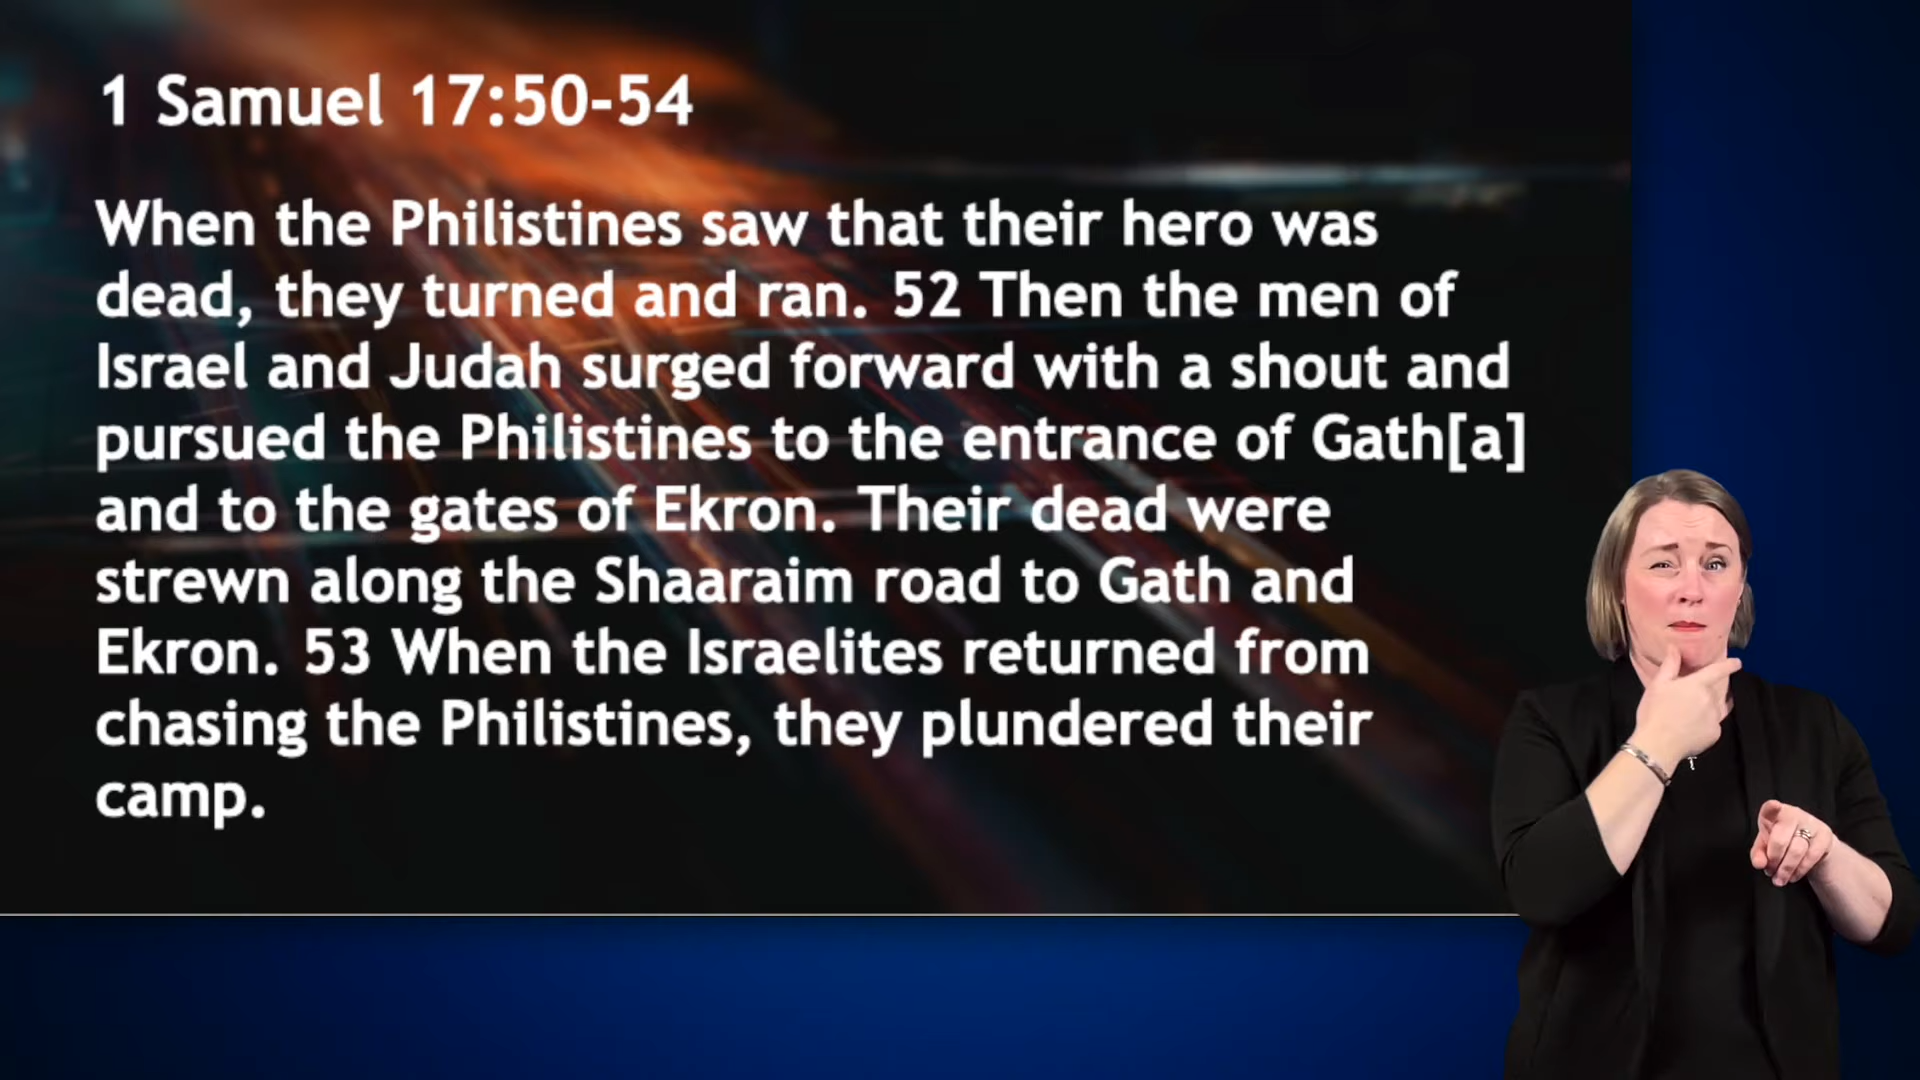 1 Samuel 17:50-54
When the Philistines saw that their hero was
dead, they turned and ran. 52 Then the men of
Israel and Judah surged forward with a shout and
pursued the Philistines to the entrance of Gath[a]
and to the gates of Ekron. Their dead were
strewn along the Shaaraim road to Gath and
Ekron. 53 When the Israelites returned from
chasing the Philistines, they plundered their
camp.